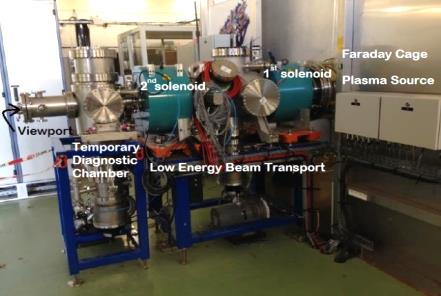 Faraday Cage
1st solenoid
2nd solenoid.
Plasma Source
Viewport
Temporary
Diagnostic
Chamber
Low Energy Beam Transport